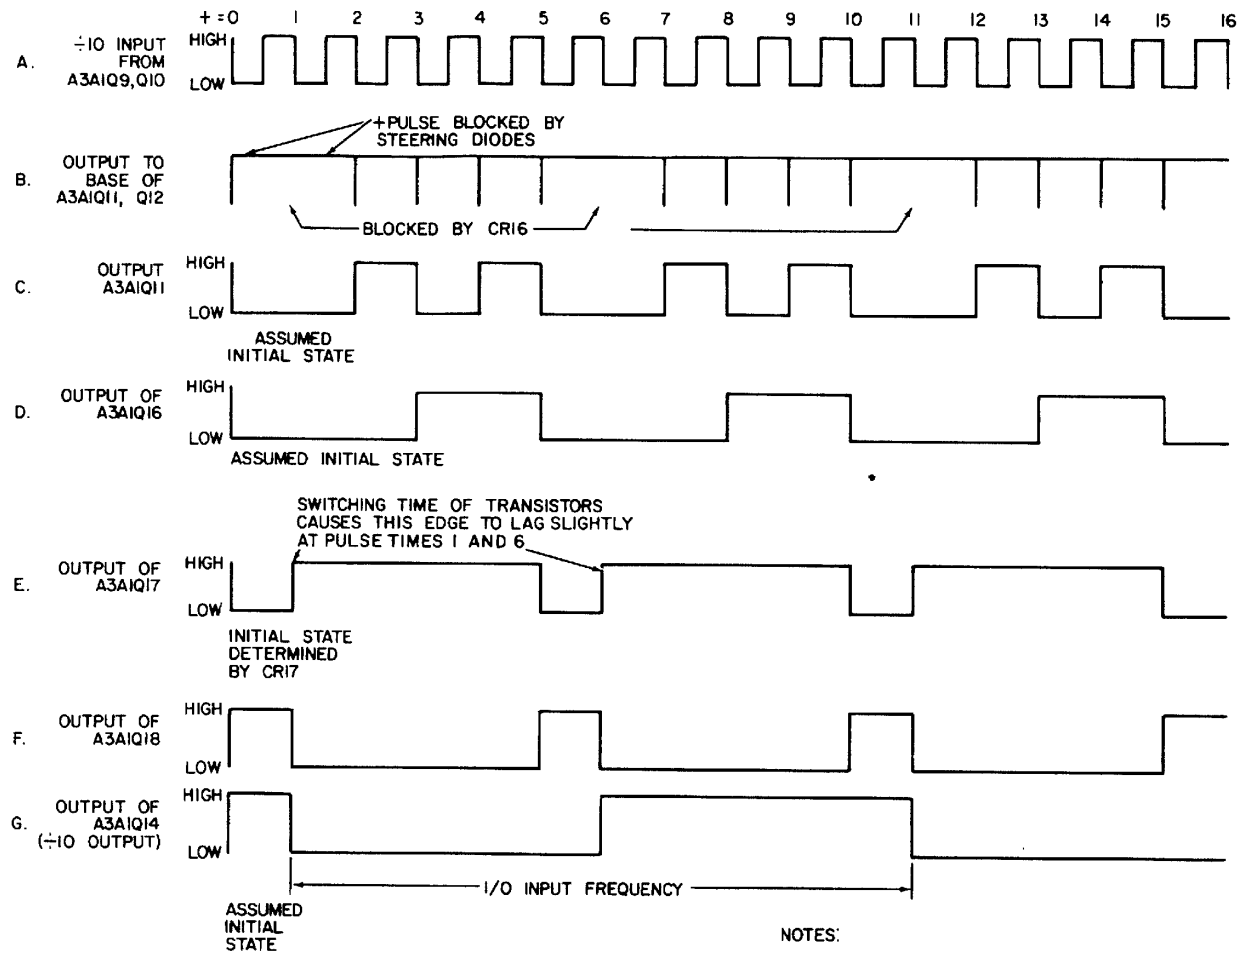 + = 0 1 2 3 4 5 6 7 8 9 10 11 12 13 14 15 16
A. ÷10 INPUT FROM A3A1Q9,Q10
HIGH
LOW
+PULSE BLOCKED BY
STEERING DIODES
B. OUTPUT TO BASE OF A3A1Q11, Q12
BLOCKED BY CR16
C. OUTPUT A3A1Q11
HIGH
LOW
ASSUMED
INITIAL STATE
D. OUTPUT OF A3A1Q16
HIGH
LOW
ASSUMED INITIAL STATE
SWITCHING TIME OF TRANSISTORS
CAUSES THIS EDGE TO LAG SLIGHTLY
AT PULSE TIMES 1 AND 6
E. OUTPUT OF A3A1Q17
HIGH
LOW
INITIAL STATE
DETERMINED
BY CR17
F. OUTPUT OF A3A1Q18
HIGH
LOW
G. OUTPUT OF A3A1Q14 (÷10 OUTPUT)
HIGH
LOW
1/0 INPUT FREQUENCY
ASSUMED
INITIAL
STATE
NOTES: